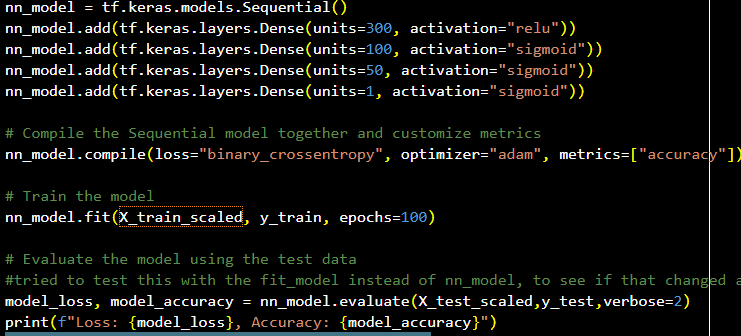 nn_model = tf.keras.models.Sequential()
nn_model.add(tf.keras.layers.Dense(units=300, activation="relu"))
nn_model.add(tf.keras.layers.Dense(units=100, activation="sigmoid"))
nn_model.add(tf.keras.layers.Dense(units=50, activation="sigmoid"))
nn_model.add(tf.keras.layers.Dense(units=1, activation="sigmoid"))
# Compile the Sequential model together and customize metrics
nn_model.compile(loss="binary_crossentropy", optimizer="adam", metrics=["accuracy"])
# Train the model
nn_model.fit(X_train_scaled, y_train, epochs=100)
# Evaluate the model using the test data
#tried to test this with the fit_model instead of nn_model, to see if that changed a
model_loss, model_accuracy = nn_model.evaluate(X_test_scaled,y_test,verbose=2)
print(f"Loss: {model_loss}, Accuracy: {model_accuracy}")